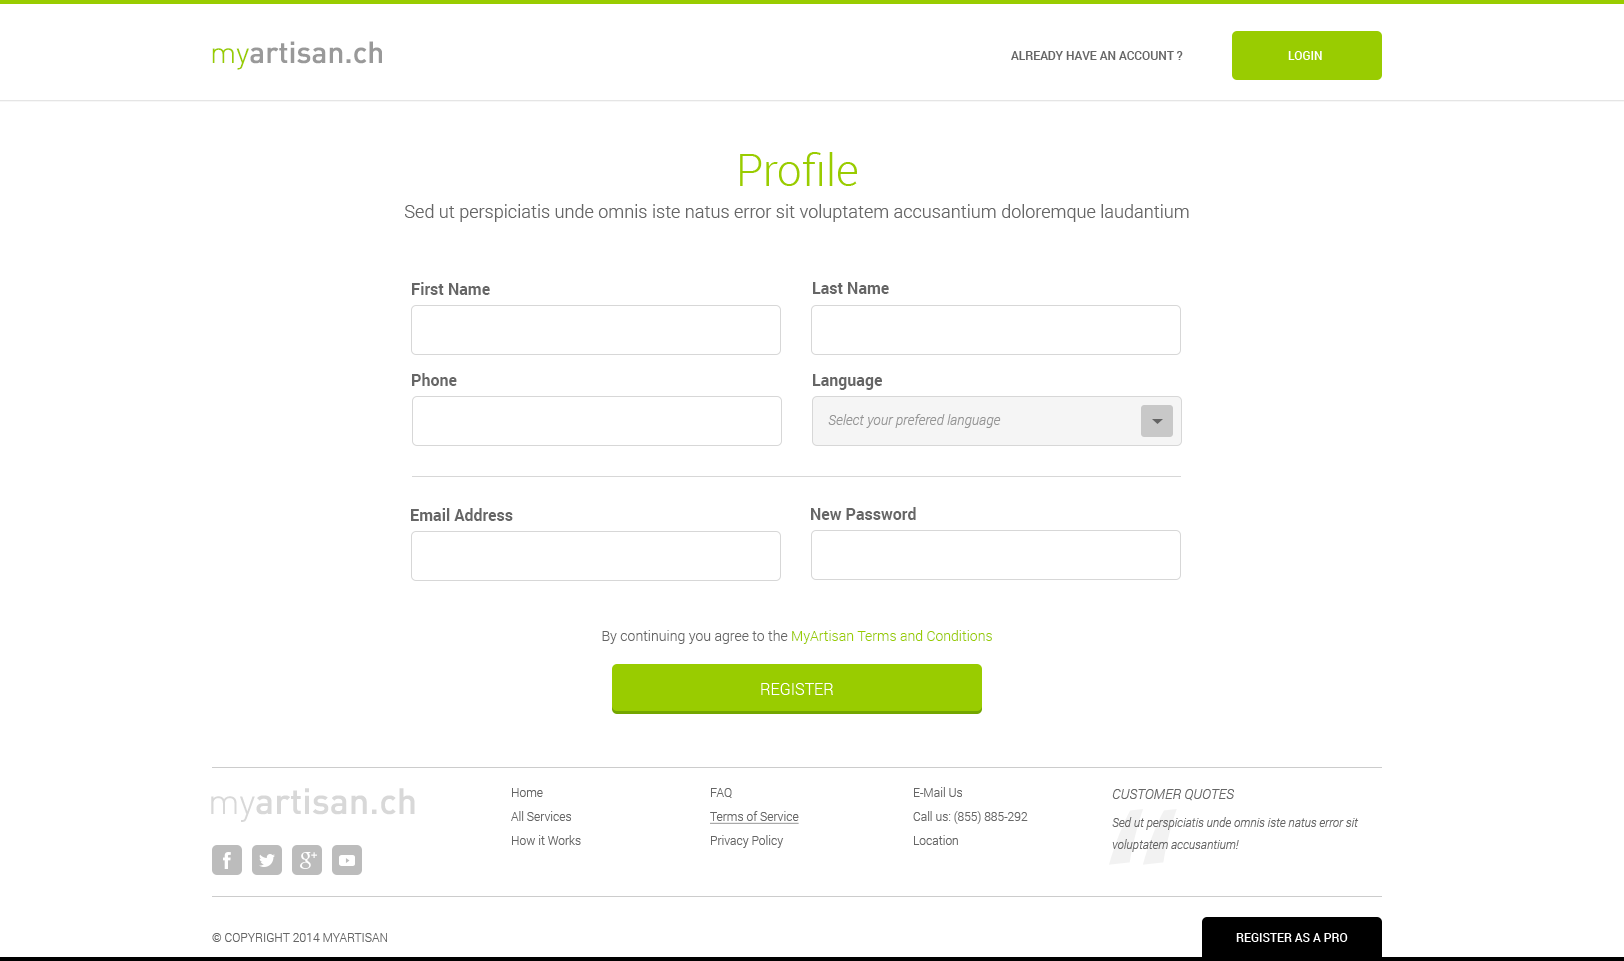 myartisan.ch
ALREADY HAVE AN ACCOUNT ?
LOGIN
Profile
Sed ut perspiciatis unde omnis iste natus error sit voluptatem accusantium doloremque laudantium
First Name
Last Name
Phone
Language
Select your prefered language
Email Address
New Password
By continuing you agree to the MyArtisan Terms and Conditions
REGISTER
myartisan.ch
Home
All Services
How it Works
FAQ
Terms of Service
Privacy Policy
E-Mail Us
Call us: (855) 885-292
Location
CUSTOMER QUOTES
Sed ut perspiciatis unde omnis iste natus error sit
voluptatem accusantium!
© COPYRIGHT 2014 MYARTISAN
REGISTER AS A PRO